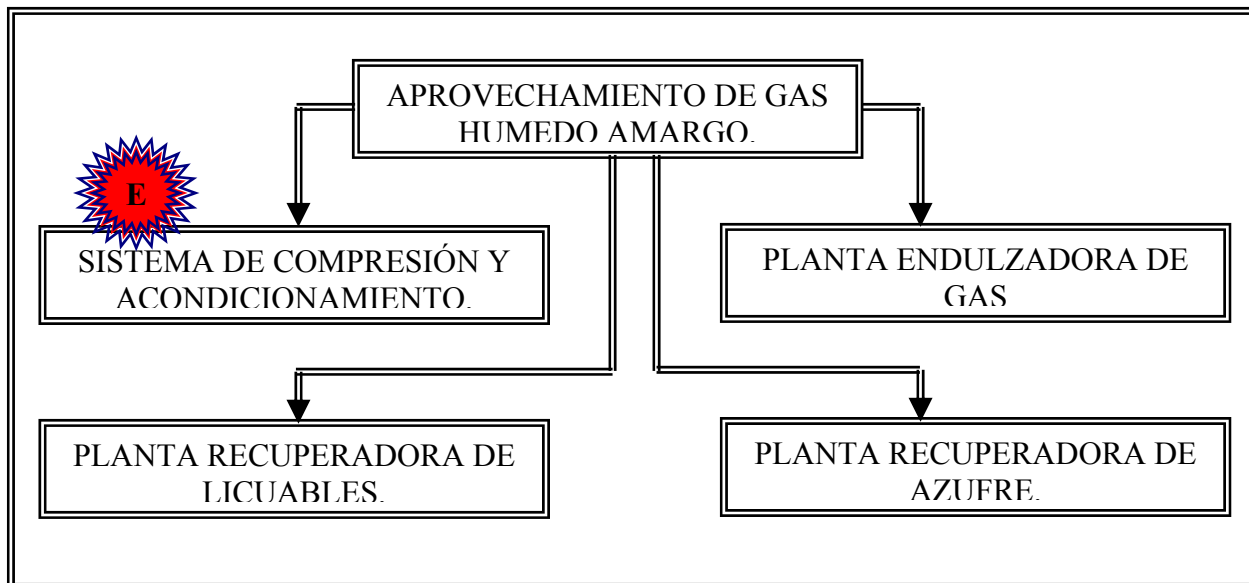 APROVECHAMIENTO DE GAS
HUMEDO AMARGO.
E
SISTEMA DE COMPRESIÓN Y
ACONDICIONAMIENTO.
PLANTA ENDULZADORA DE
GAS
PLANTA RECUPERADORA DE
LICUABLES.
PLANTA RECUPERADORA DE
AZUFRE.